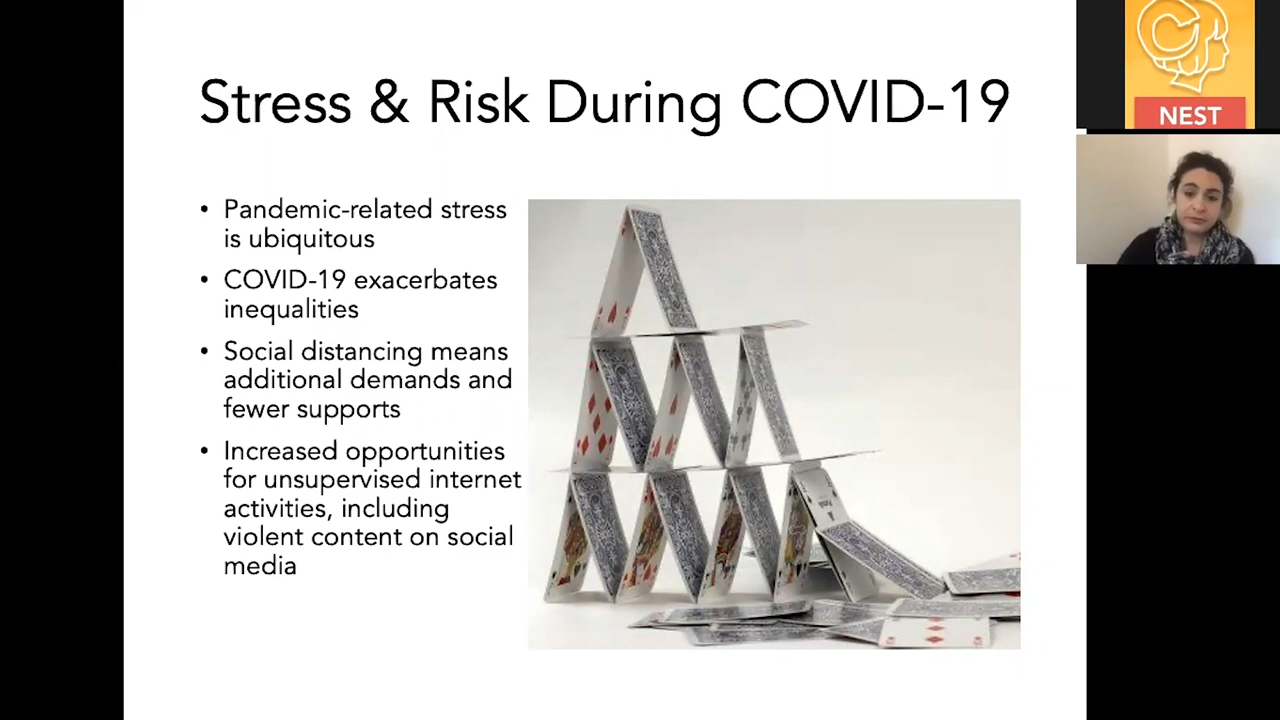 Stress & Risk During COVID-19
• Pandemic-related stress
is ubiquitous
• COVID-19 exacerbates
inequalities
• Social distancing means
additional demands and
fewer supports
• Increased opportunities
for unsupervised internet
activities, including
violent content on social
media
NEST